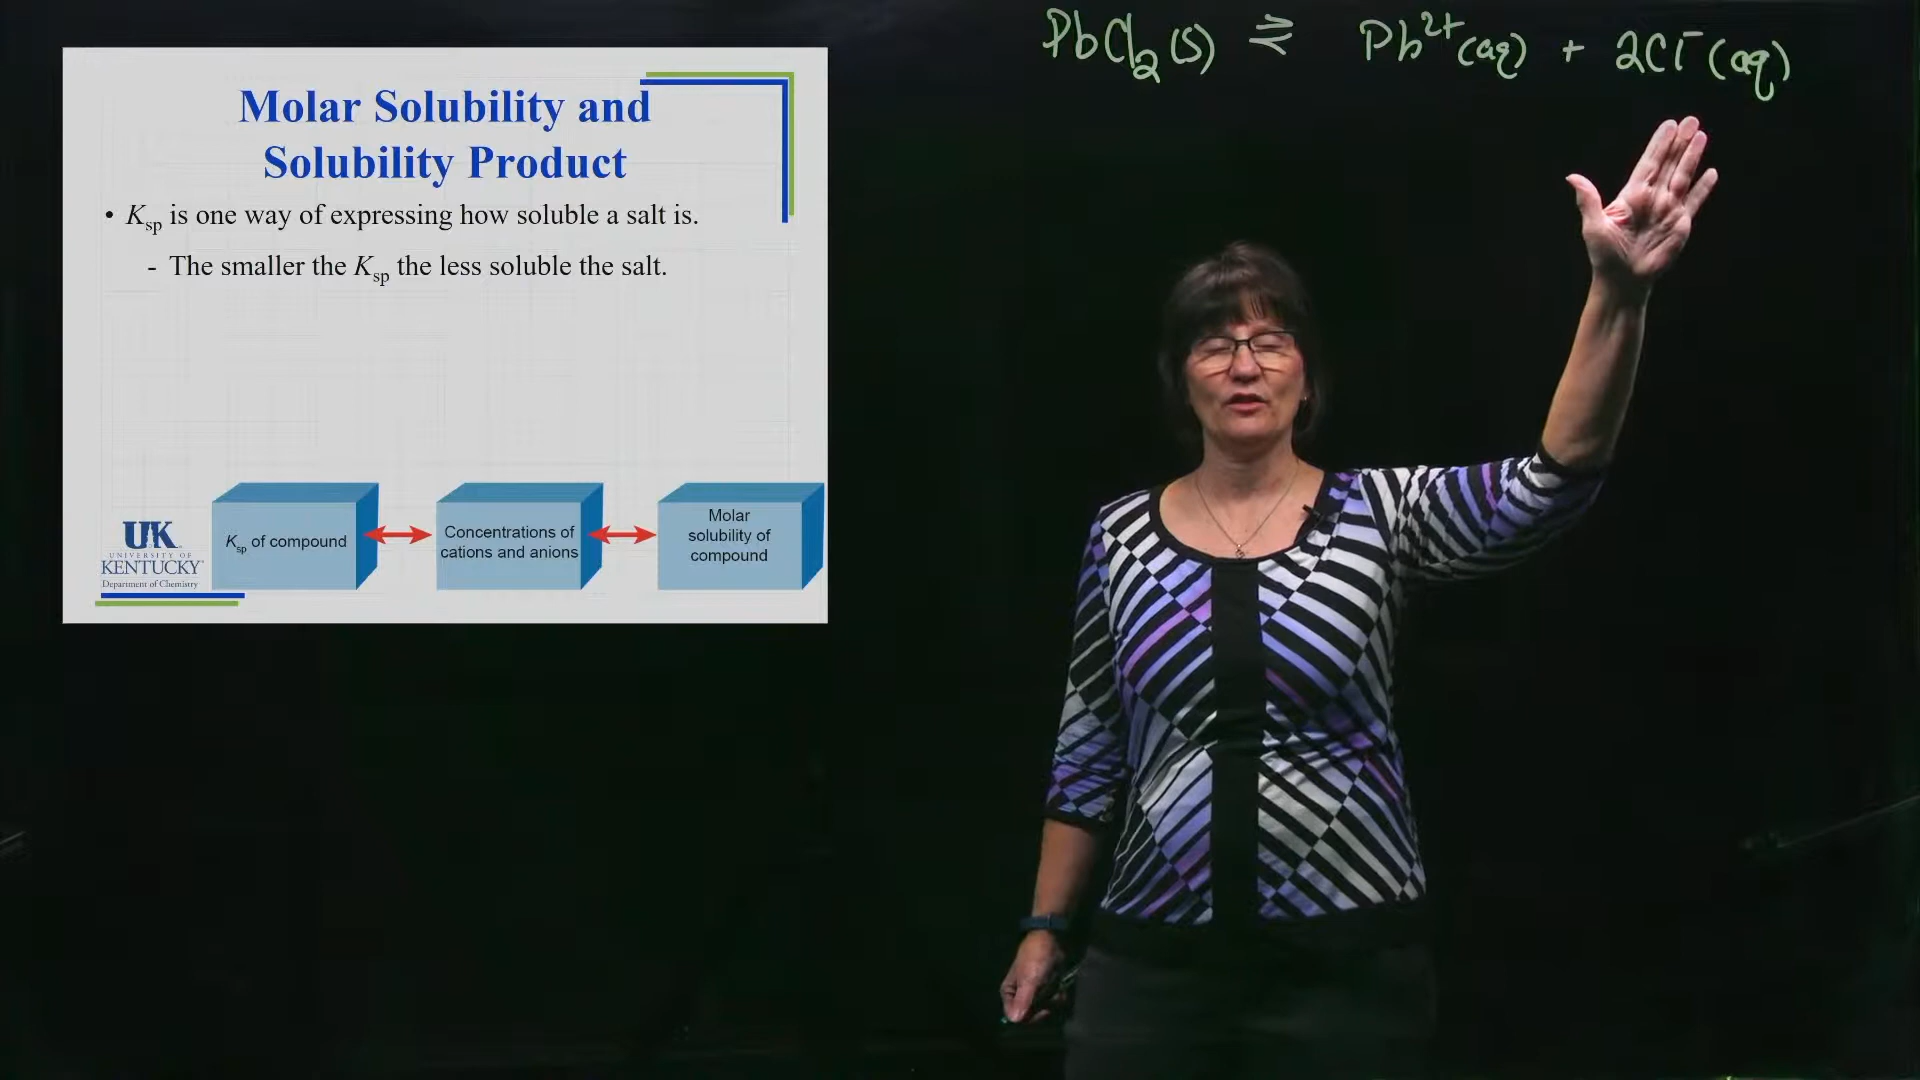 PbCl₂(s) ⇄ Pb²⁺(aq) + 2Cl⁻(aq)
Molar Solubility and
Solubility Product
• Ksp is one way of expressing how soluble a salt is.
- The smaller the Ksp the less soluble the salt.
Ksp of compound
Concentrations of
cations and anions
Molar
solubility of
compound
UK
UNIVERSITY OF
KENTUCKY
Department of Chemistry